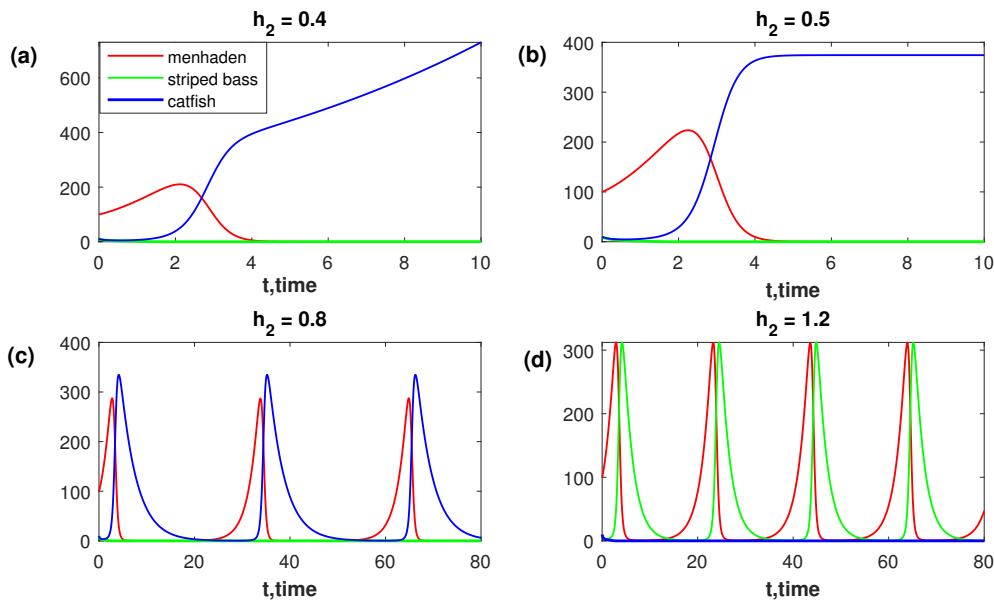 h2 = 0.4
(a)
menhaden
striped bass
catfish
600
400
200
0
0 2 4 6 8 10
t,time
h2 = 0.5
(b)
400
300
200
100
0
0 2 4 6 8 10
t,time
h2 = 0.8
(c)
400
300
200
100
0
0 20 40 60 80
t,time
h2 = 1.2
(d)
300
200
100
0
0 20 40 60 80
t,time